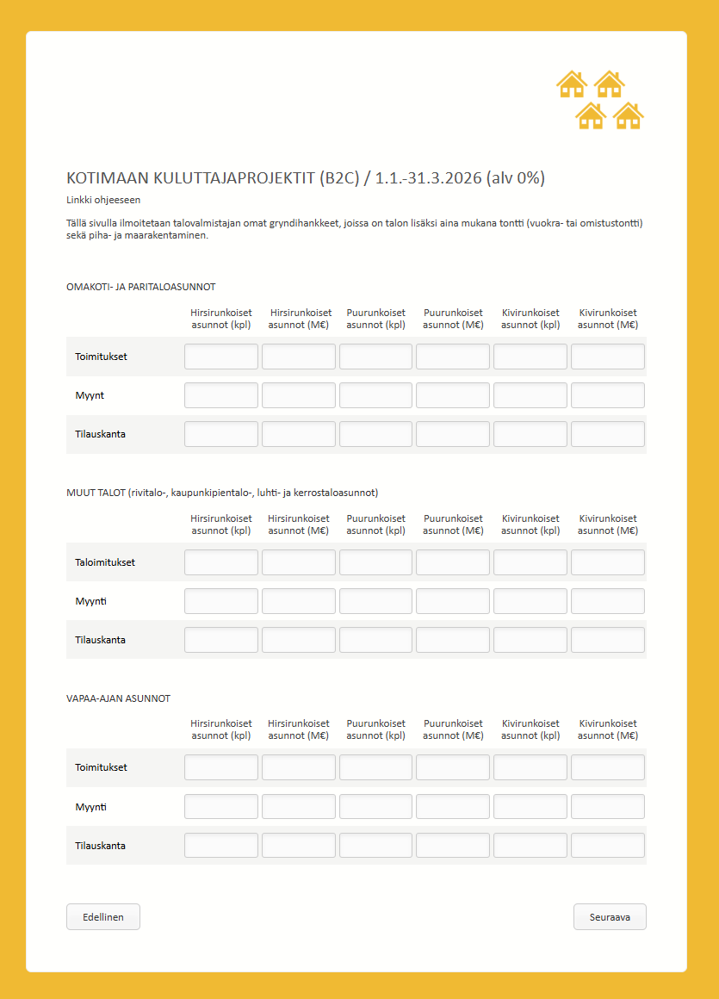 KOTIMAAN KULUTTAJAPROJEKTIT (B2C) / 1.1.-31.3.2026 (alv 0%)
Linkki ohjeeseen
Tällä sivulla ilmoitetaan talovalmistajan omat gryndihankkeet, joissa on talon lisäksi aina mukana tontti (vuokra- tai omistustontti)
sekä piha- ja maarakentaminen.
OMAKOTI- JA PARITALOASUNNOT
Hirsirunkoiset Hirsirunkoiset Puurunkoiset Puurunkoiset Kivirunkoiset Kivirunkoiset
asunnot (kpl) asunnot (M€) asunnot (kpl) asunnot (M€) asunnot (kpl) asunnot (M€)
Toimitukset
Myynt
Tilauskanta
MUUT TALOT (rivitalo-, kaupunkipientalo-, luhti- ja kerrostaloasunnot)
Hirsirunkoiset Hirsirunkoiset Puurunkoiset Puurunkoiset Kivirunkoiset Kivirunkoiset
asunnot (kpl) asunnot (M€) asunnot (kpl) asunnot (M€) asunnot (kpl) asunnot (M€)
Taloimitukset
Myynti
Tilauskanta
VAPAA-AJAN ASUNNOT
Hirsirunkoiset Hirsirunkoiset Puurunkoiset Puurunkoiset Kivirunkoiset Kivirunkoiset
asunnot (kpl) asunnot (M€) asunnot (kpl) asunnot (M€) asunnot (kpl) asunnot (M€)
Toimitukset
Myynti
Tilauskanta
Edellinen Seuraava